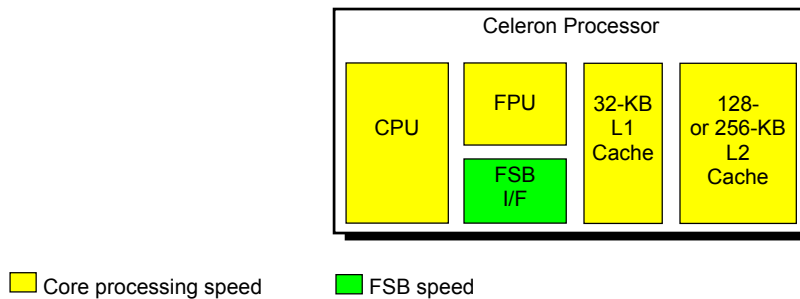 Celeron Processor
CPU
FPU
FSB
I/F
32-KB
L1
Cache
128-
or 256-KB
L2
Cache
Core processing speed
FSB speed